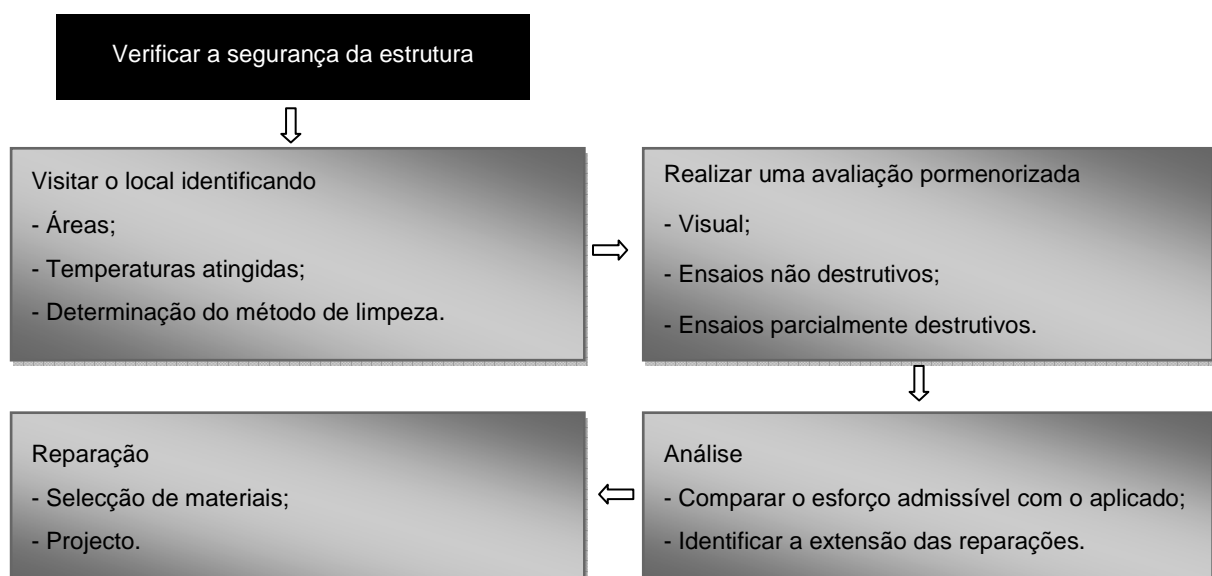 Verificar a segurança da estrutura
Visitar o local identificando
- Áreas;
- Temperaturas atingidas;
- Determinação do método de limpeza.
Realizar uma avaliação pormenorizada
- Visual;
- Ensaios não destrutivos;
- Ensaios parcialmente destrutivos.
Análise
- Comparar o esforço admissível com o aplicado;
- Identificar a extensão das reparações.
Reparação
- Selecção de materiais;
- Projecto.